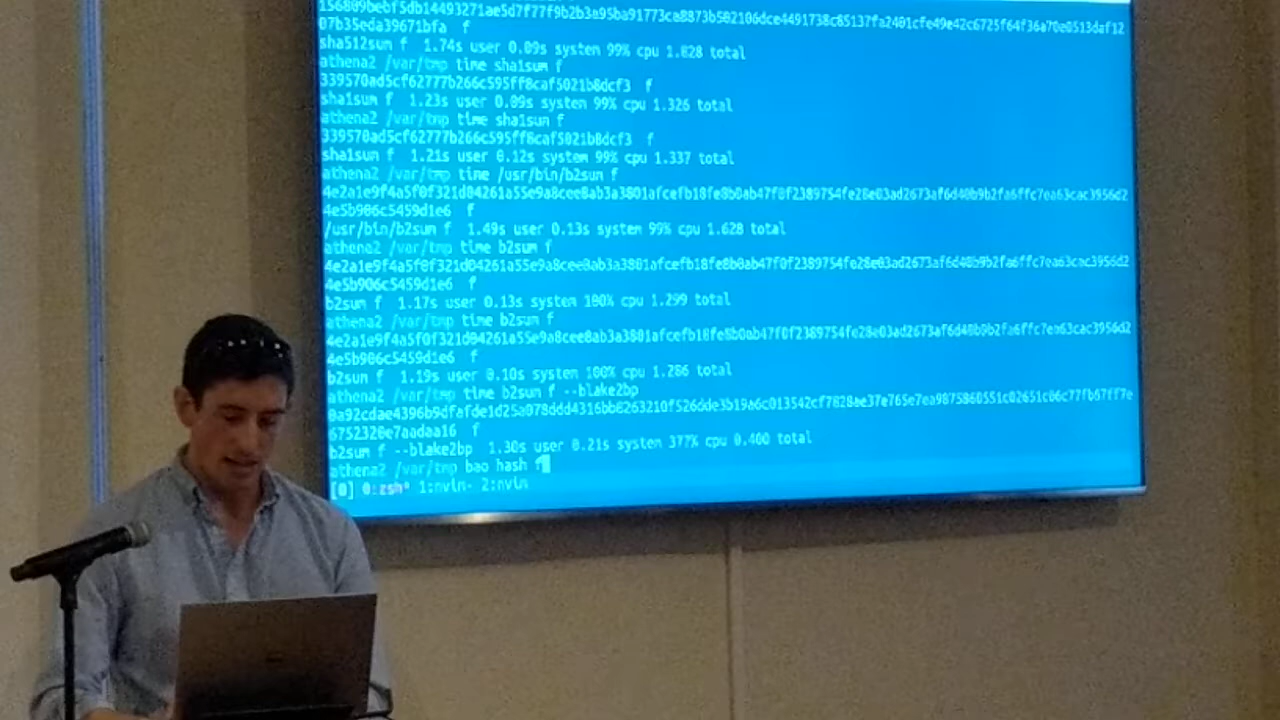 156809bebf5db14493271ae5d7f77f9b2b3a95ba91773ca8873b502106dce4491738c85137fa2401cfe49e42c6725f64f36a70e0513daf12
07b35eda39671bfa f
sha512sum f 1.74s user 0.09s system 99% cpu 1.828 total
athena2 /var/tmp time sha1sum f
339570ad5cf62777b266c595ff8caf5021b8dcf3 f
sha1sum f 1.23s user 0.09s system 99% cpu 1.326 total
athena2 /var/tmp time sha1sum f
339570ad5cf62777b266c595ff8caf5021b8dcf3 f
sha1sum f 1.21s user 0.12s system 99% cpu 1.337 total
athena2 /var/tmp time /usr/bin/b2sum f
4e2a1e9f4a5f0f321d04261a55e9a8cee8ab3a3801afcefb18fe8b0ab47f0f2389754fe28e03ad2673af6d40b9b2fa6ffc7ea63cac3956d2
4e5b906c5459d1e6 f
/usr/bin/b2sum f 1.49s user 0.13s system 99% cpu 1.628 total
athena2 /var/tmp time b2sum f
4e2a1e9f4a5f0f321d04261a55e9a8cee8ab3a3801afcefb18fe8b0ab47f0f2389754fe28e03ad2673af6d40b9b2fa6ffc7ea63cac3956d2
4e5b906c5459d1e6 f
b2sum f 1.17s user 0.13s system 100% cpu 1.299 total
athena2 /var/tmp time b2sum f
4e2a1e9f4a5f0f321d04261a55e9a8cee8ab3a3801afcefb18fe8b0ab47f0f2389754fe28e03ad2673af6d40b9b2fa6ffc7ea63cac3956d2
4e5b906c5459d1e6 f
b2sum f 1.19s user 0.10s system 100% cpu 1.286 total
athena2 /var/tmp time b2sum f --blake2bp
6752320e7aadaa16 f
b2sum f --blake2bp 1.30s user 0.21s system 377% cpu 0.400 total
athena2 /var/tmp bao hash f
[0] 0:zsh* 1:nvim- 2:nvim